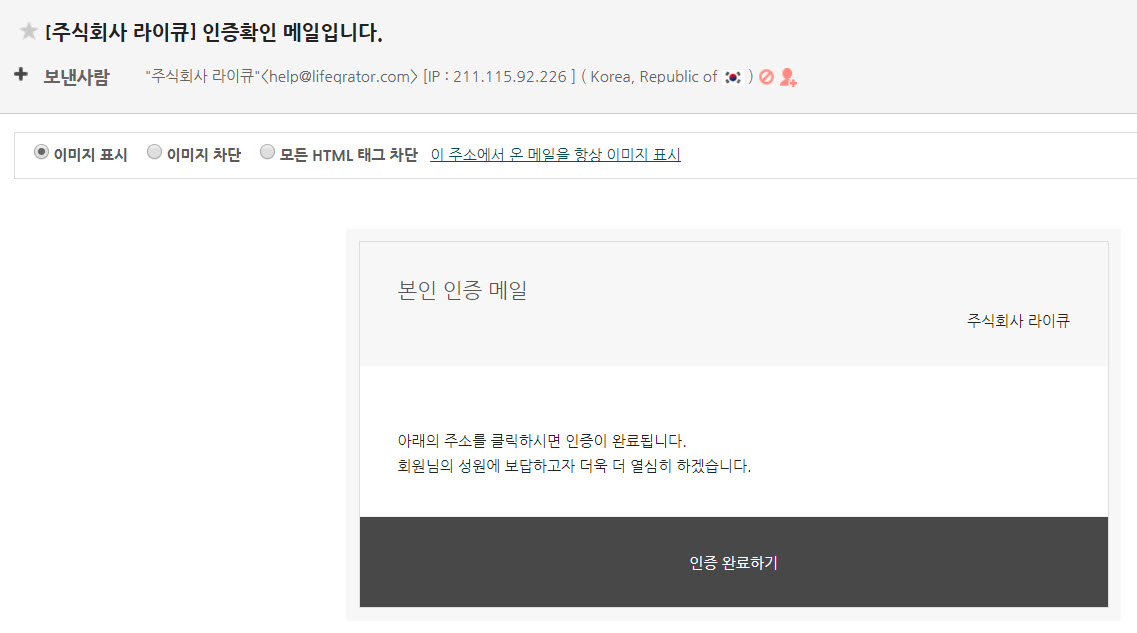 [주식회사 라이큐] 인증확인 메일입니다.
보낸사람 "주식회사 라이큐"<help@lifeqrator.com> [IP : 211.115.92.226 ] ( Korea, Republic of )
이미지 표시 이미지 차단 모든 HTML 태그 차단 이 주소에서 온 메일을 항상 이미지 표시
본인 인증 메일
주식회사 라이큐
아래의 주소를 클릭하시면 인증이 완료됩니다.
회원님의 성원에 보답하고자 더욱 더 열심히 하겠습니다.
인증 완료하기